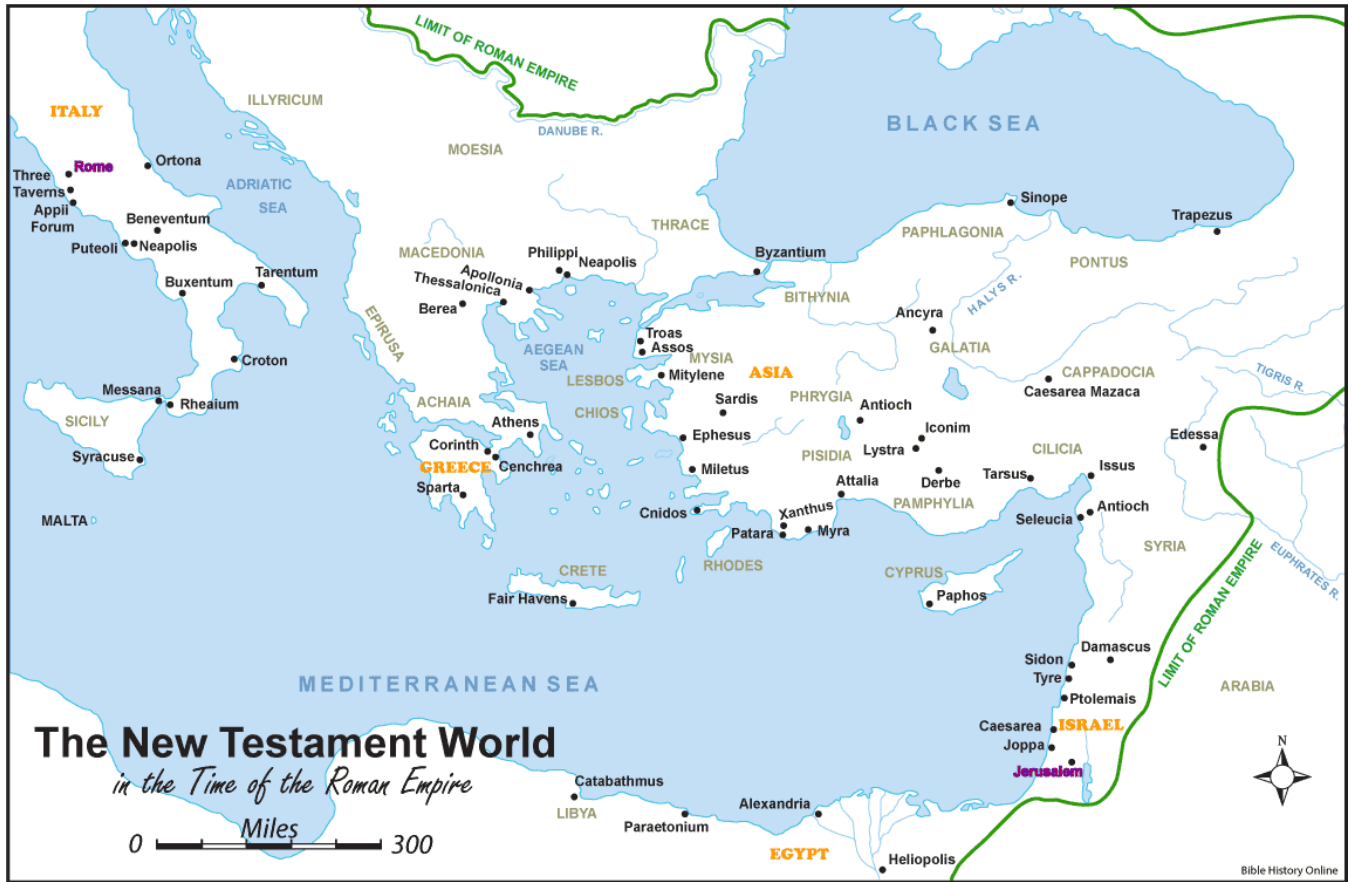 LIMIT OF ROMAN EMPIRE
ITALY
ILLYRICUM
DANUBE R.
BLACK SEA
MOESIA
Rome
Ortona
Three
Taverns
Appii
Forum
ADRIATIC
SEA
Beneventum
Puteoli
Neapolis
Buxentum
Tarentum
Croton
Messana
Rheaium
SICILY
Syracuse
MALTA
THRACE
MACEDONIA
Philippi
Neapolis
Apollonia
Thessalonica
Berea
EPIRUSA
Byzantium
Sinope
Trapezus
PAPHLAGONIA
PONTUS
BITHYNIA
HALYS R.
Ancyra
GALATIA
Troas
Assos
AEGEAN
SEA
MYSIA
LESBOS
Mitylene
ASIA
CAPPADOCIA
Caesarea Mazaca
TIGRIS R.
ACHAIA
CHIOS
Sardis
PHRYGIA
Antioch
Athens
Corinth
GREECE
Cenchrea
Sparta
Ephesus
Iconim
Lystra
PISIDIA
Miletus
Derbe
CILICIA
Tarsus
Issus
Edessa
Attalia
PAMPHYLIA
Cnidos
Xanthus
Patara
Myra
Seleucia
Antioch
SYRIA
EUPHRATES R.
LIMIT OF ROMAN EMPIRE
CRETE
Fair Havens
RHODES
CYPRUS
Paphos
Damascus
Sidon
Tyre
Ptolemais
ARABIA
MEDITERRANEAN SEA
Caesarea
ISRAEL
Joppa
Jerusalem
The New Testament World
in the Time of the Roman Empire
Miles
0 300
Catabathmus
LIBYA
Paraetonium
Alexandria
EGYPT
Heliopolis
N
Bible History Online